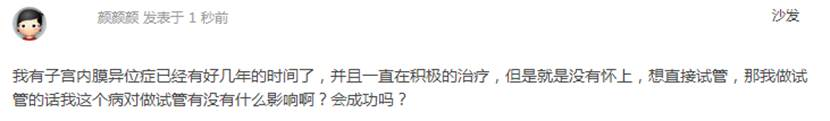 颜颜颜 发表于 1 秒前
沙发
我有子宫内膜异位症已经有好几年的时间了，并且一直在积极的治疗，但是就是没有怀上，想直接试管，那我做试
管的话我这个病对做试管有没有什么影响啊？会成功吗？